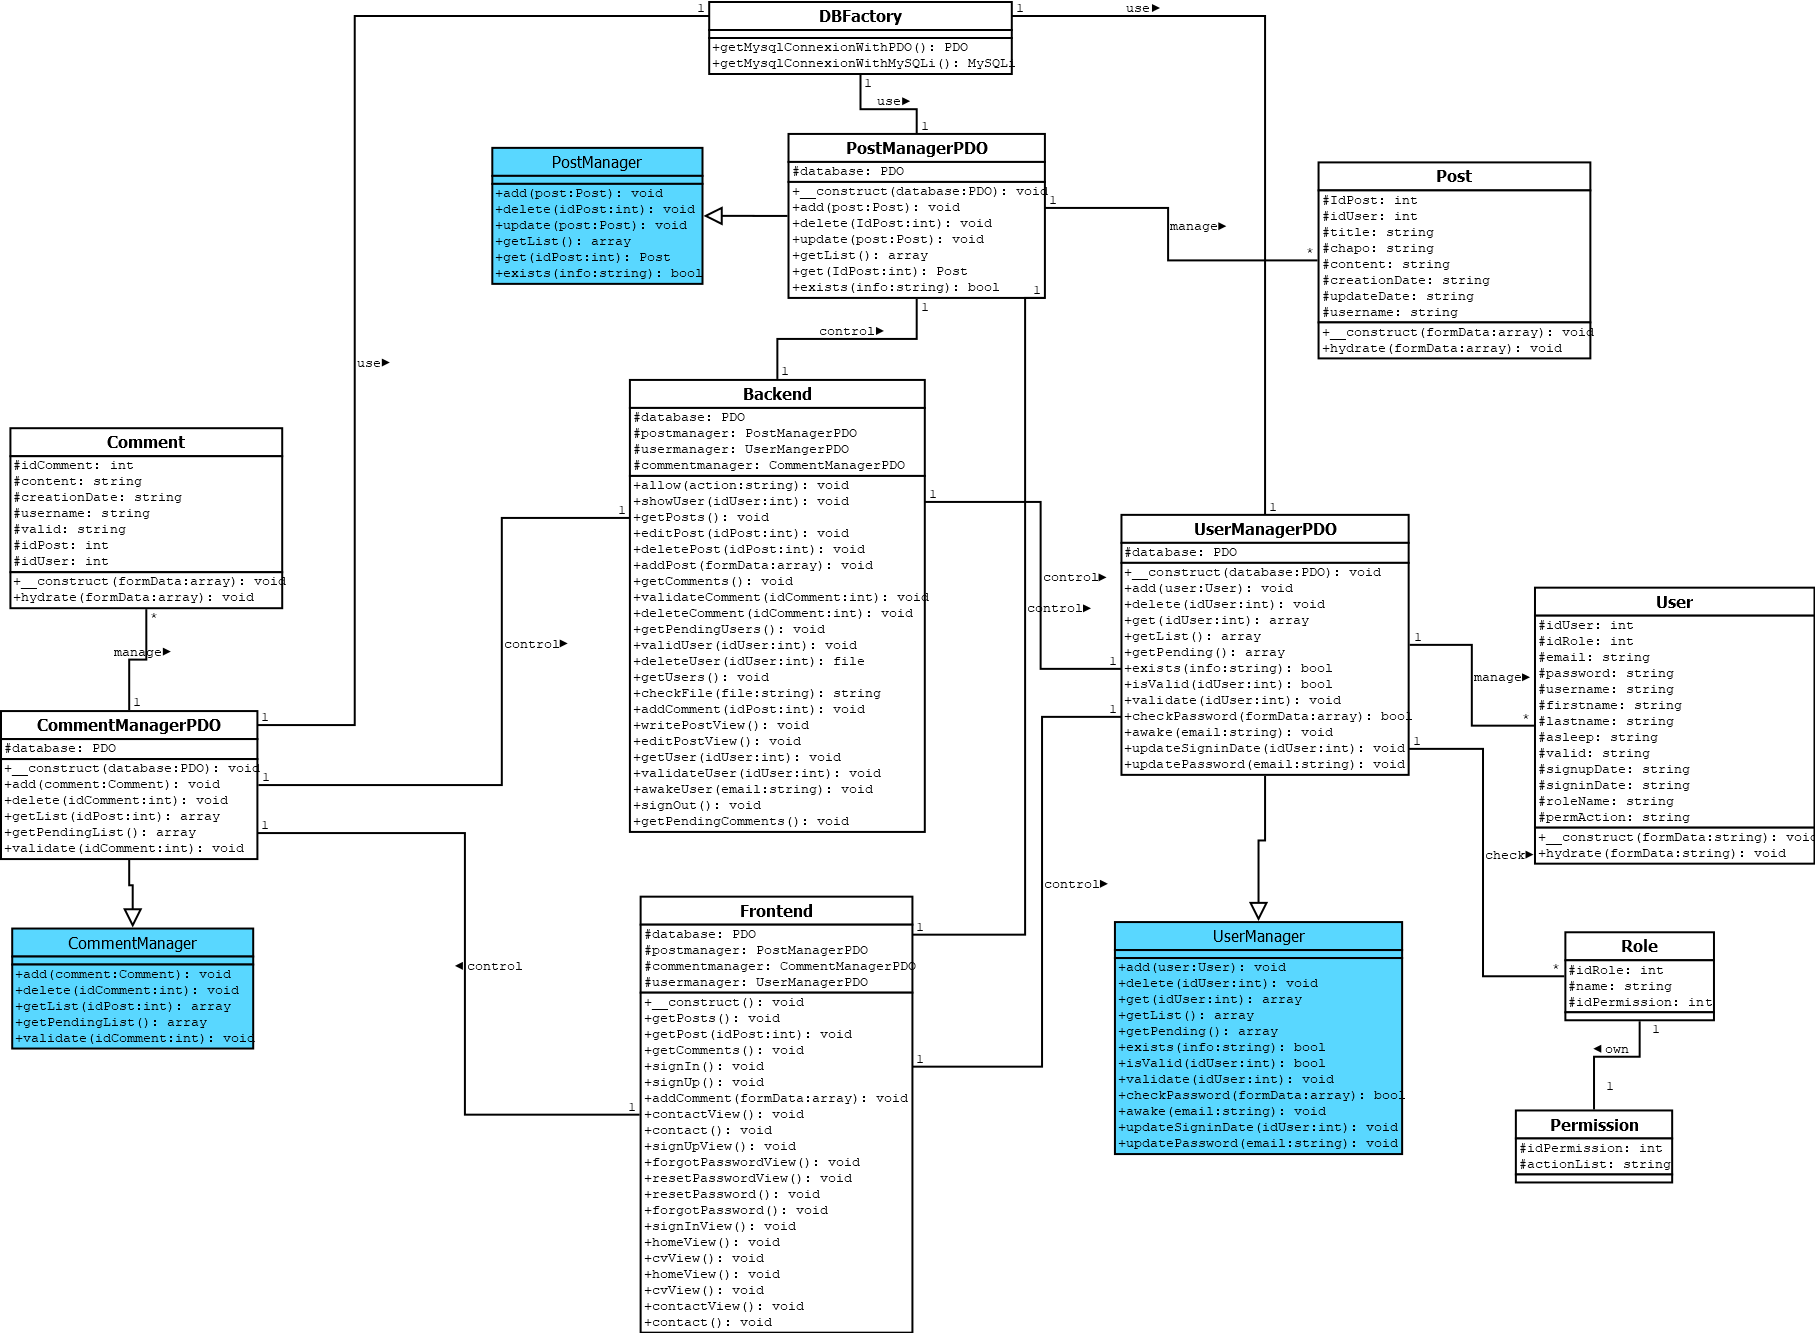 DBFactory
+getMysqlConnexionWithPDO(): PDO
+getMysqlConnexionWithMySQLi(): MySQLi
1
1
use
1
use
1
PostManager
+add(post:Post): void
+delete(idPost:int): void
+update(post:Post): void
+getList(): array
+get(idPost:int): Post
+exists(info:string): bool
PostManagerPDO
#database: PDO
+__construct(database:PDO): void
+add(post:Post): void
+delete(IdPost:int): void
+update(post:Post): void
+getList(): array
+get(IdPost:int): Post
+exists(info:string): bool
1
manage
*
1
1
control
1
Post
#IdPost: int
#idUser: int
#title: string
#chapo: string
#content: string
#creationDate: string
#updateDate: string
#username: string
+__construct(formData:array): void
+hydrate(formData:array): void
use
Comment
#idComment: int
#content: string
#creationDate: string
#username: string
#valid: string
#idPost: int
#idUser: int
+__construct(formData:array): void
+hydrate(formData:array): void
*
manage
1
Backend
#database: PDO
#postmanager: PostManagerPDO
#usermanager: UserMangerPDO
#commentmanager: CommentManagerPDO
+allow(action:string): void
+showUser(idUser:int): void
+getPosts(): void
+editPost(idPost:int): void
+deletePost(idPost:int): void
+addPost(formData:array): void
+getComments(): void
+validateComment(idComment:int): void
+deleteComment(idComment:int): void
+getPendingUsers(): void
+validUser(idUser:int): void
+deleteUser(idUser:int): file
+getUsers(): void
+checkFile(file:string): string
+addComment(idPost:int): void
+writePostView(): void
+editPostView(): void
+getUser(idUser:int): void
+validateUser(idUser:int): void
+awakeUser(email:string): void
+signOut(): void
+getPendingComments(): void
1
1
control
control
control
1
1
1
UserManagerPDO
#database: PDO
+__construct(database:PDO): void
+add(user:User): void
+delete(idUser:int): void
+get(idUser:int): array
+getList(): array
+getPending(): array
+exists(info:string): bool
+isValid(idUser:int): bool
+validate(idUser:int): void
+checkPassword(formData:array): bool
+awake(email:string): void
+updateSigninDate(idUser:int): void
+updatePassword(email:string): void
1
manage
*
1
check
*
User
#idUser: int
#idRole: int
#email: string
#password: string
#username: string
#firstname: string
#lastname: string
#asleep: string
#valid: string
#signupDate: string
#signinDate: string
#roleName: string
#permAction: string
+__construct(formData:string): void
+hydrate(formData:string): void
CommentManagerPDO
#database: PDO
+__construct(database:PDO): void
+add(comment:Comment): void
+delete(idComment:int): void
+getList(idPost:int): array
+getPendingList(): array
+validate(idComment:int): void
1
1
1
CommentManager
+add(comment:Comment): void
+delete(idComment:int): void
+getList(idPost:int): array
+getPendingList(): array
+validate(idComment:int): void
control
1
Frontend
#database: PDO
#postmanager: PostManagerPDO
#commentmanager: CommentManagerPDO
#usermanager: UserManagerPDO
+__construct(): void
+getPosts(): void
+getPost(idPost:int): void
+getComments(): void
+signIn(): void
+signUp(): void
+addComment(formData:array): void
+contactView(): void
+contact(): void
+signUpView(): void
+forgotPasswordView(): void
+resetPasswordView(): void
+resetPassword(): void
+forgotPassword(): void
+signInView(): void
+homeView(): void
+cvView(): void
+homeView(): void
+cvView(): void
+contactView(): void
+contact(): void
1
1
control
UserManager
+add(user:User): void
+delete(idUser:int): void
+get(idUser:int): array
+getList(): array
+getPending(): array
+exists(info:string): bool
+isValid(idUser:int): bool
+validate(idUser:int): void
+checkPassword(formData:array): bool
+awake(email:string): void
+updateSigninDate(idUser:int): void
+updatePassword(email:string): void
Role
#idRole: int
#name: string
#idPermission: int
1
own
1
Permission
#idPermission: int
#actionList: string